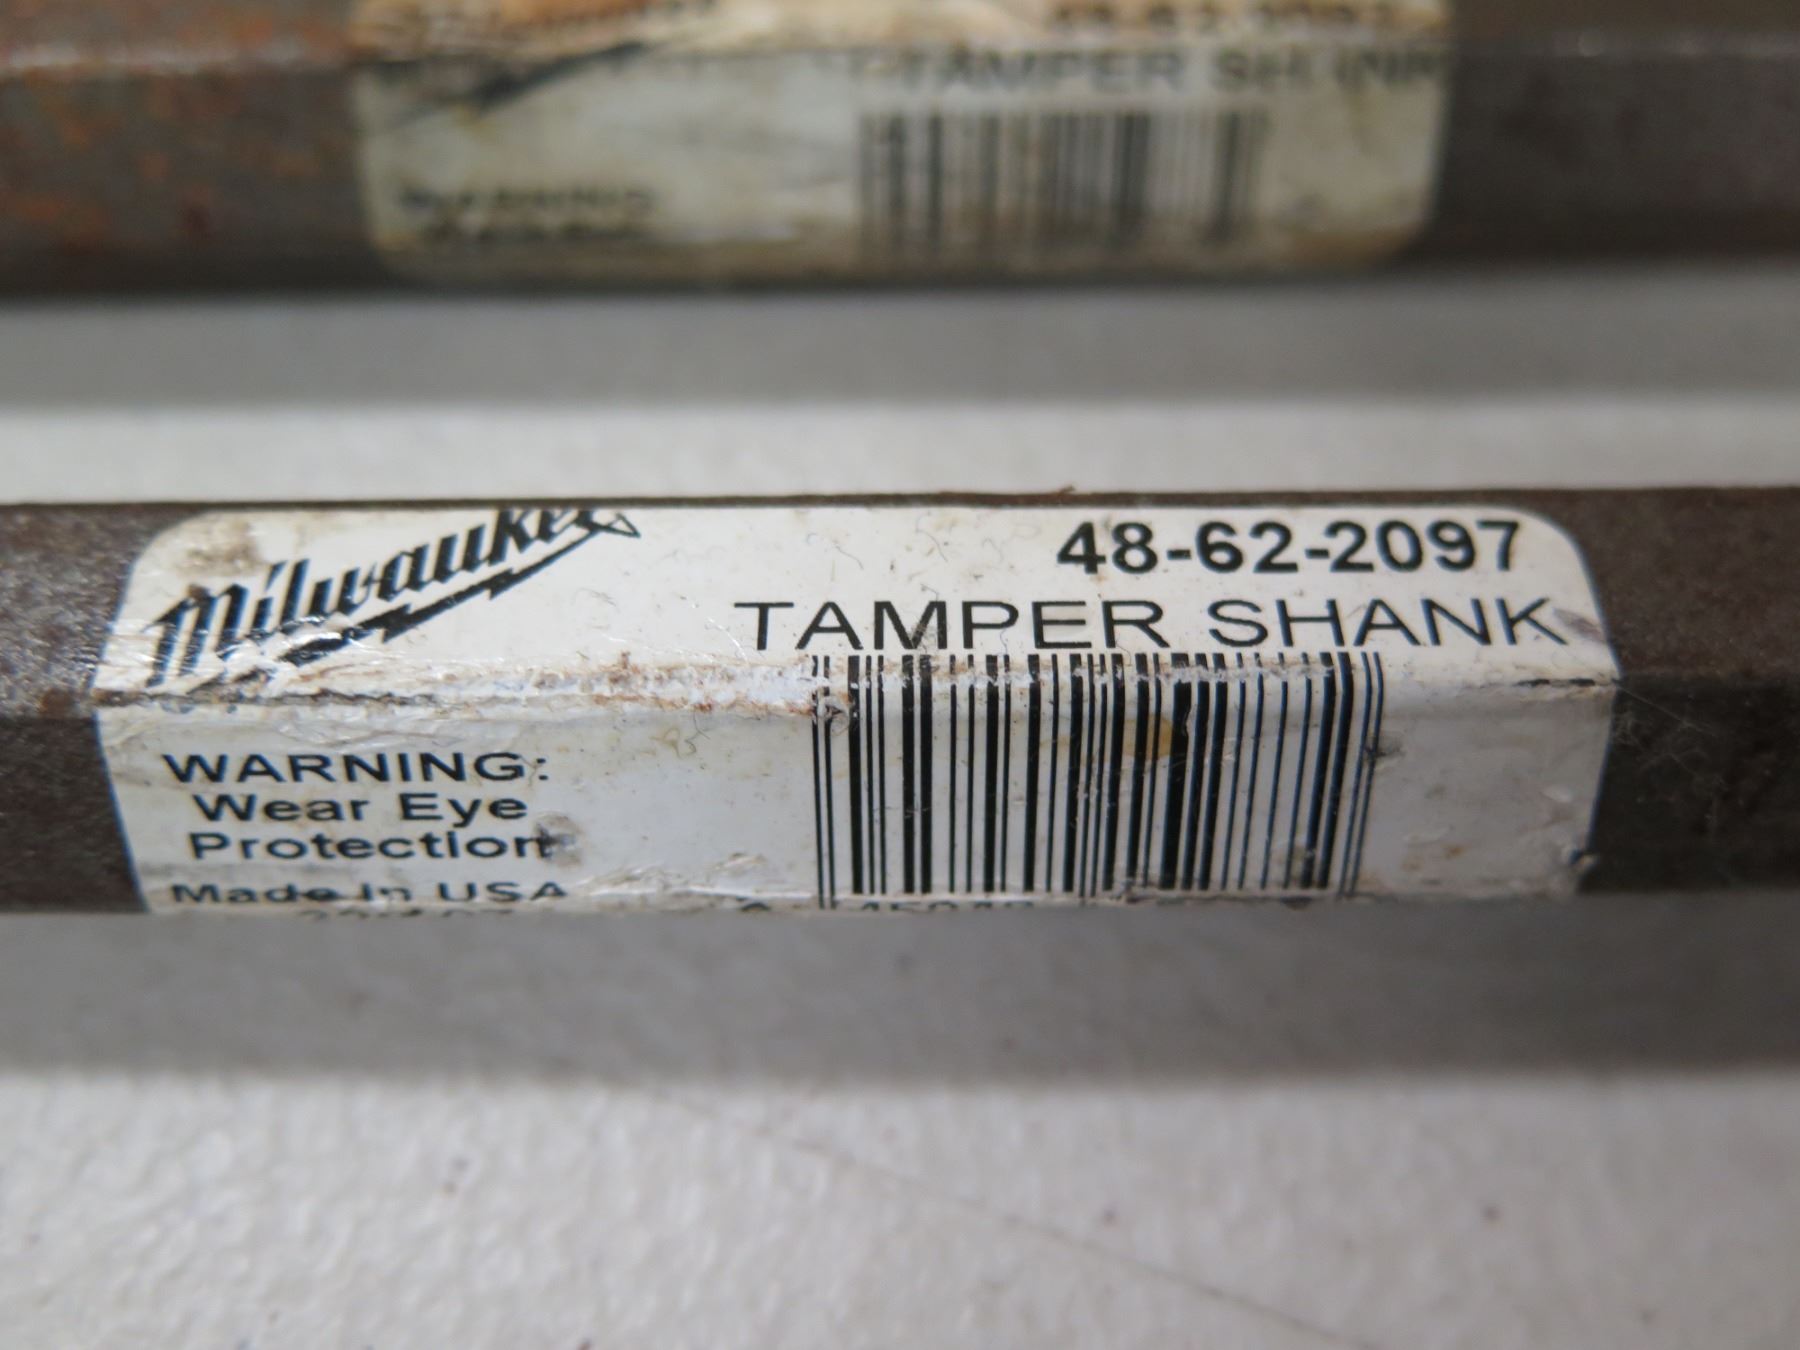 TAMPER SH
Milwaukee
48-62-2097
TAMPER SHANK
WARNING:
Wear Eye
Protection
Made In USA